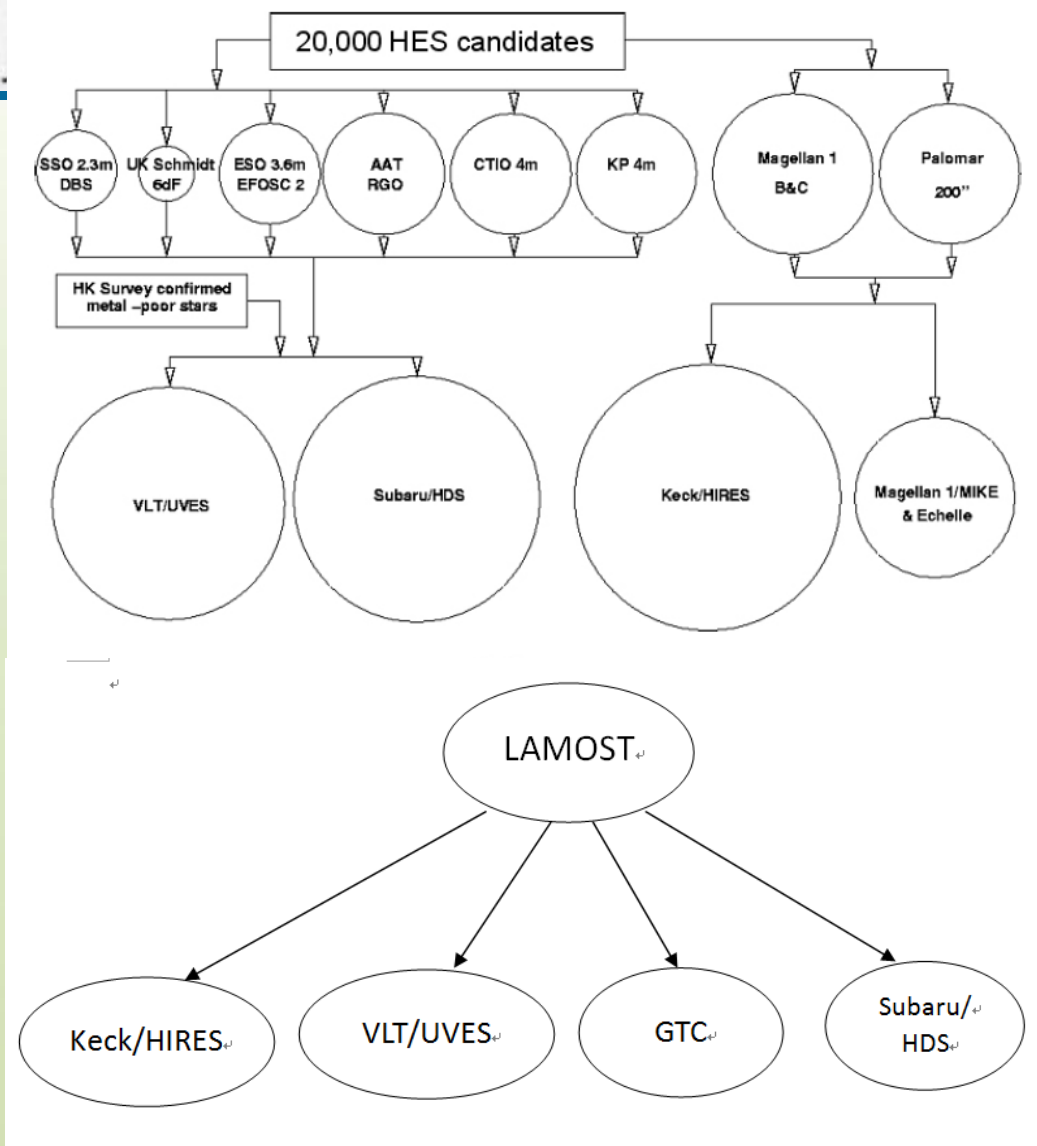 20,000 HES candidates
SSO 2.3m
DBS
UK Schmidt
6dF
ESO 3.6m
EFOSC 2
AAT
RGO
CTIO 4m
KP 4m
Magellan 1
B&C
Palomar
200”
HK Survey confirmed
metal –poor stars
VLT/UVES
Subaru/HDS
Keck/HIRES
Magellan 1/MIKE
& Echelle
LAMOST
Keck/HIRES
VLT/UVES
GTC
Subaru/
HDS